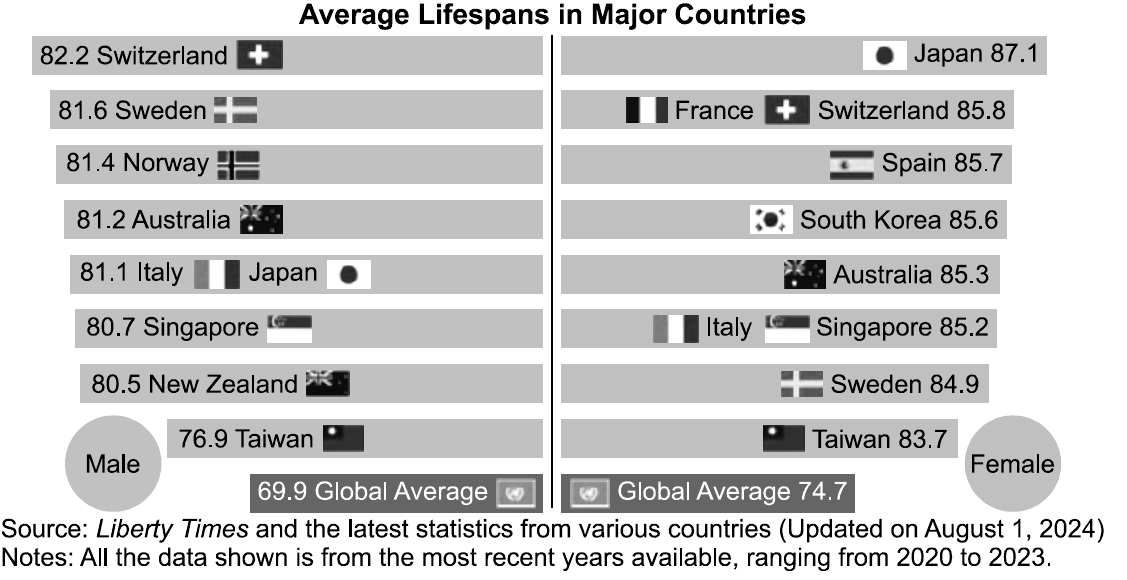 Average Lifespans in Major Countries
82.2 Switzerland
81.6 Sweden
81.4 Norway
81.2 Australia
81.1 Italy Japan
80.7 Singapore
80.5 New Zealand
76.9 Taiwan
69.9 Global Average
Male
Japan 87.1
France Switzerland 85.8
Spain 85.7
South Korea 85.6
Australia 85.3
Italy Singapore 85.2
Sweden 84.9
Taiwan 83.7
Global Average 74.7
Female
Source: Liberty Times and the latest statistics from various countries (Updated on August 1, 2024)
Notes: All the data shown is from the most recent years available, ranging from 2020 to 2023.